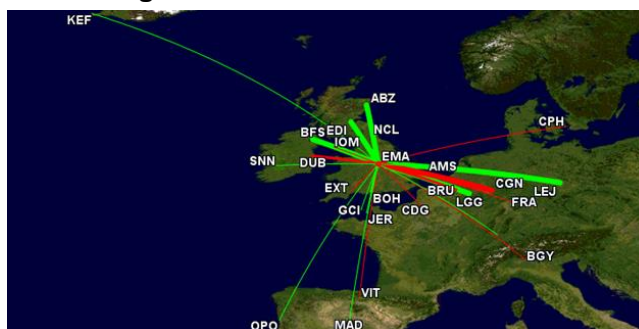 KEF
ABZ
CPH
BFS
EDI
NCL
IOM
EMA
SNN
DUB
AMS
EXT
BRU
CGN
LEJ
GCI
BOH
LGG
FRA
JER
CDG
BGY
VIT
OPO
MAD